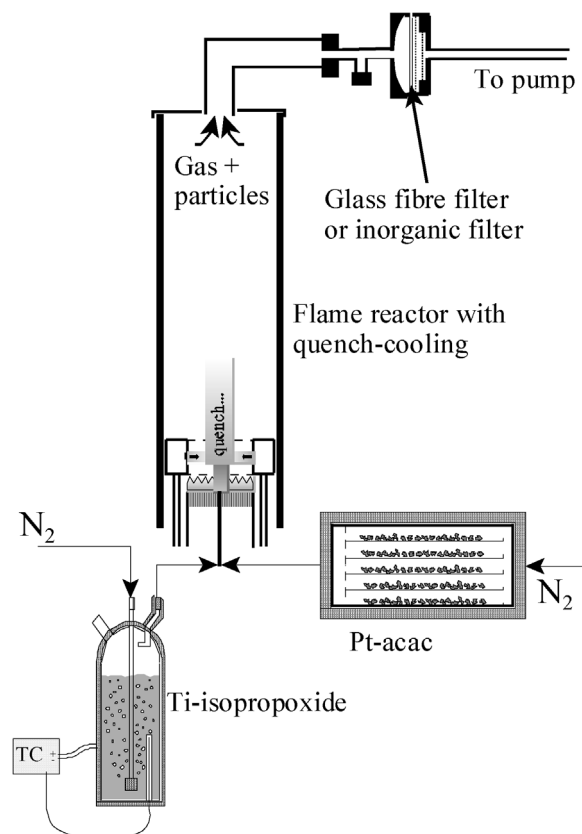 To pump
Gas +
particles
Glass fibre filter
or inorganic filter
Flame reactor with
quench-cooling
quench...
N₂
N₂
Pt-acac
Ti-isopropoxide
TC ±